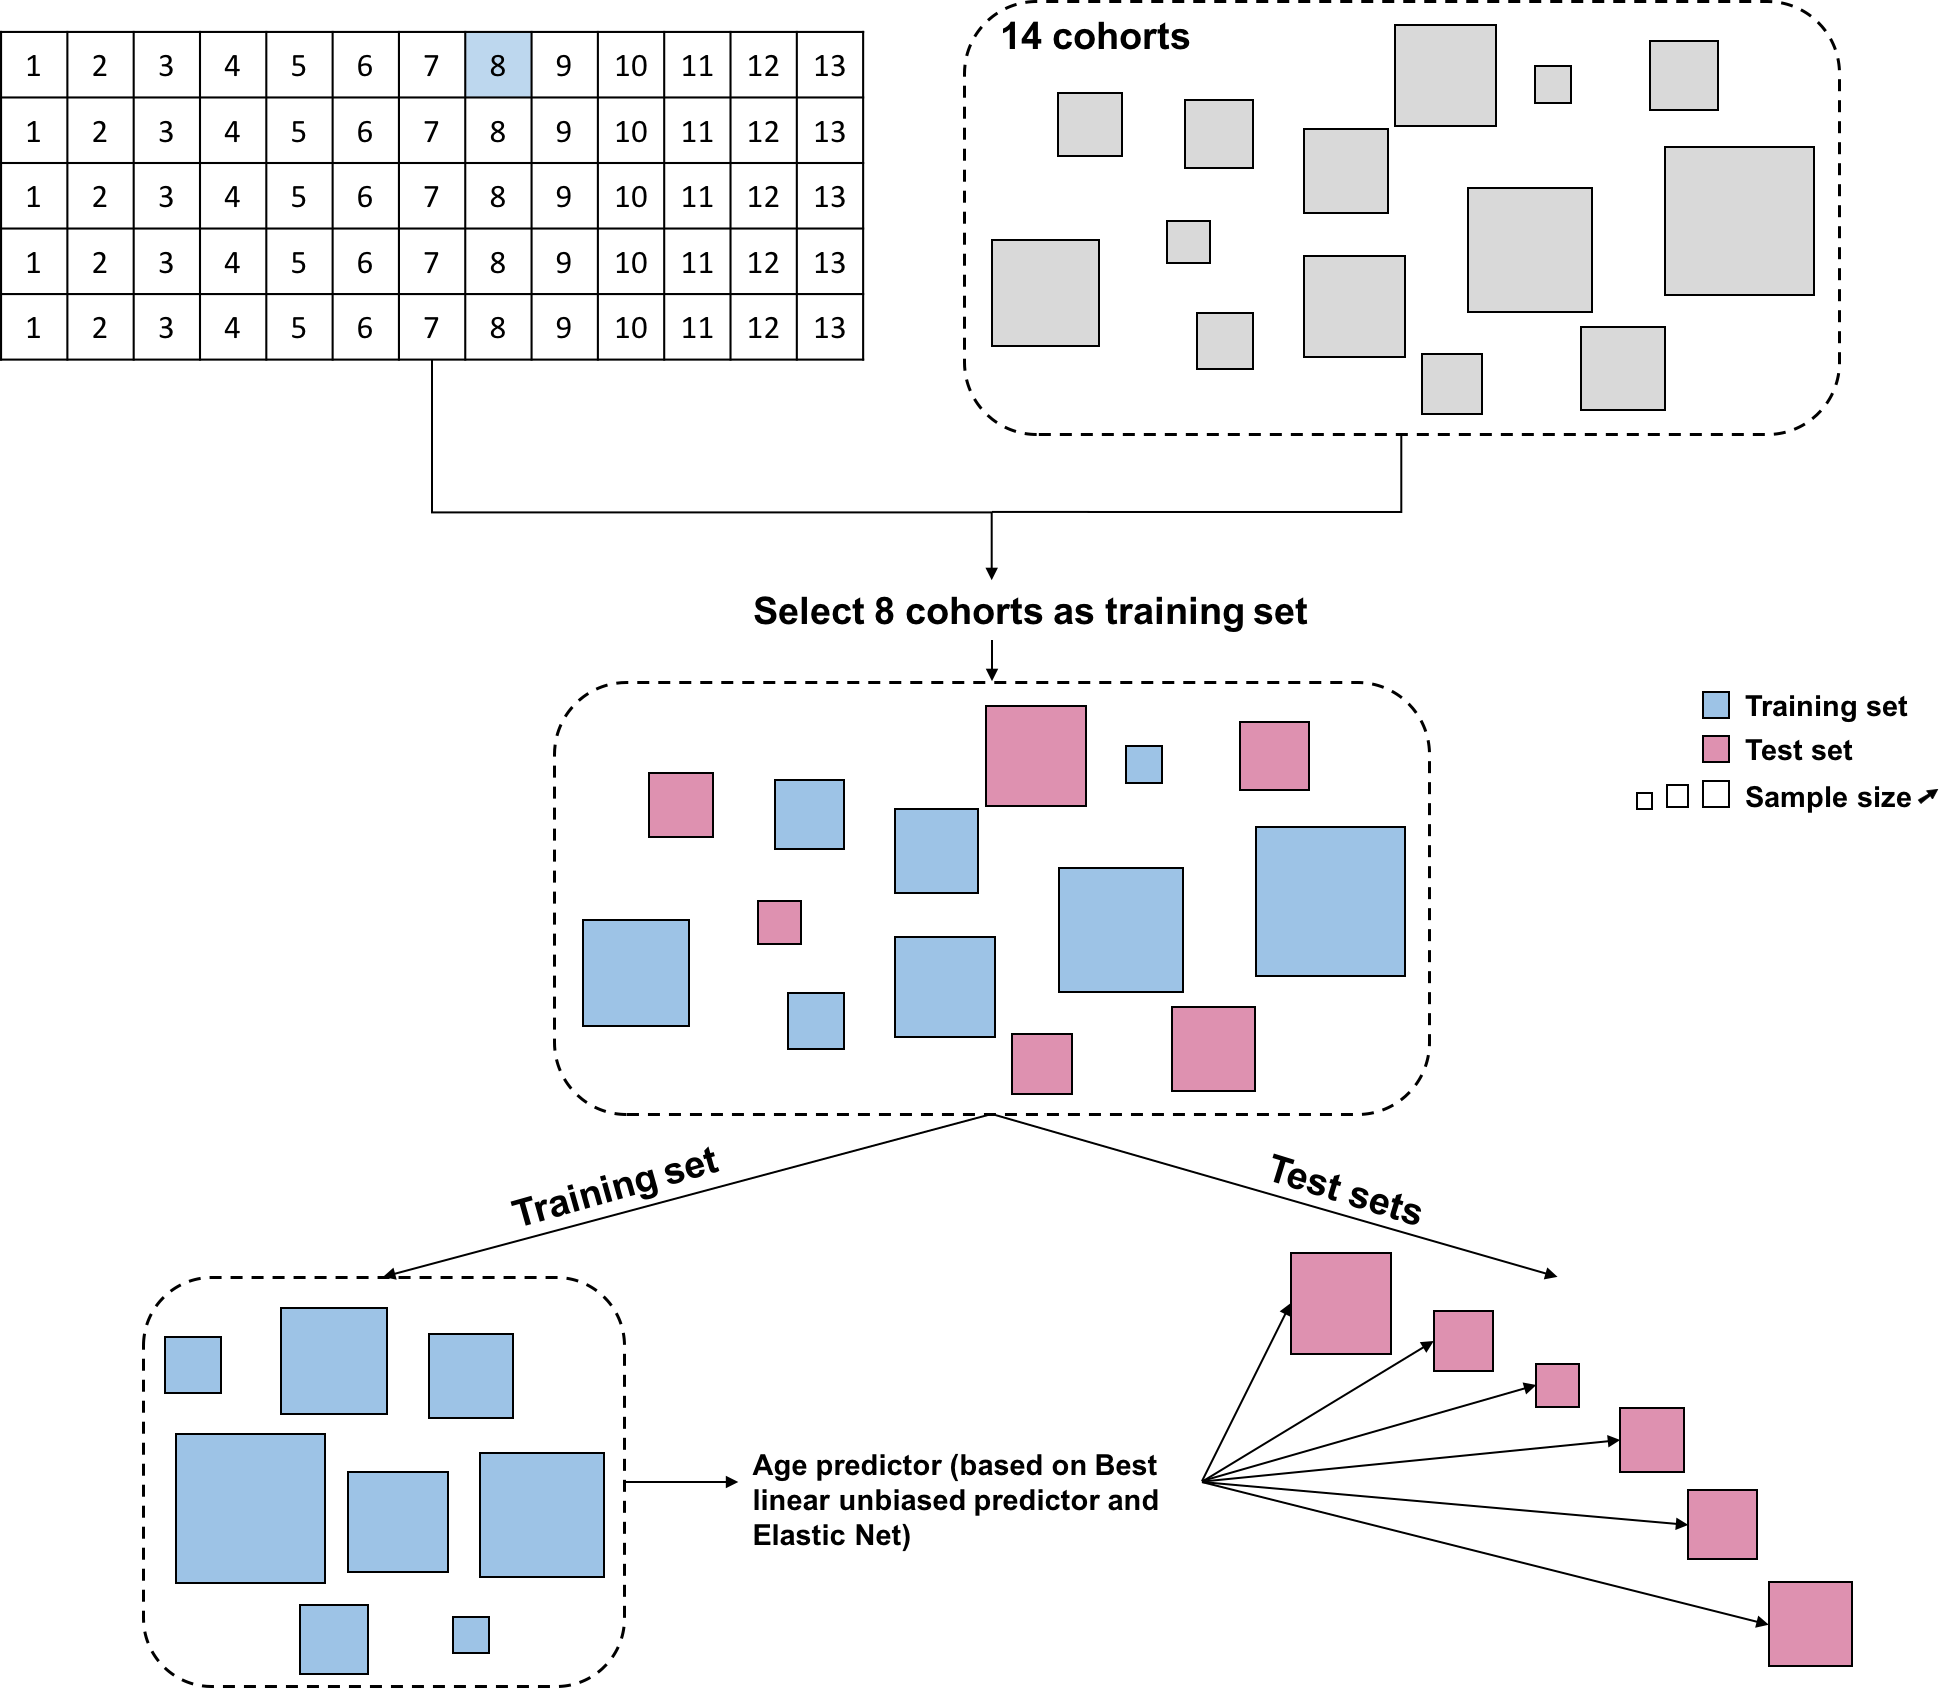 1 2 3 4 5 6 7 8 9 10 11 12 13
1 2 3 4 5 6 7 8 9 10 11 12 13
1 2 3 4 5 6 7 8 9 10 11 12 13
1 2 3 4 5 6 7 8 9 10 11 12 13
1 2 3 4 5 6 7 8 9 10 11 12 13
14 cohorts
Select 8 cohorts as training set
Training set
Test set
Sample size
Training set
Test sets
Age predictor (based on Best
linear unbiased predictor and
Elastic Net)